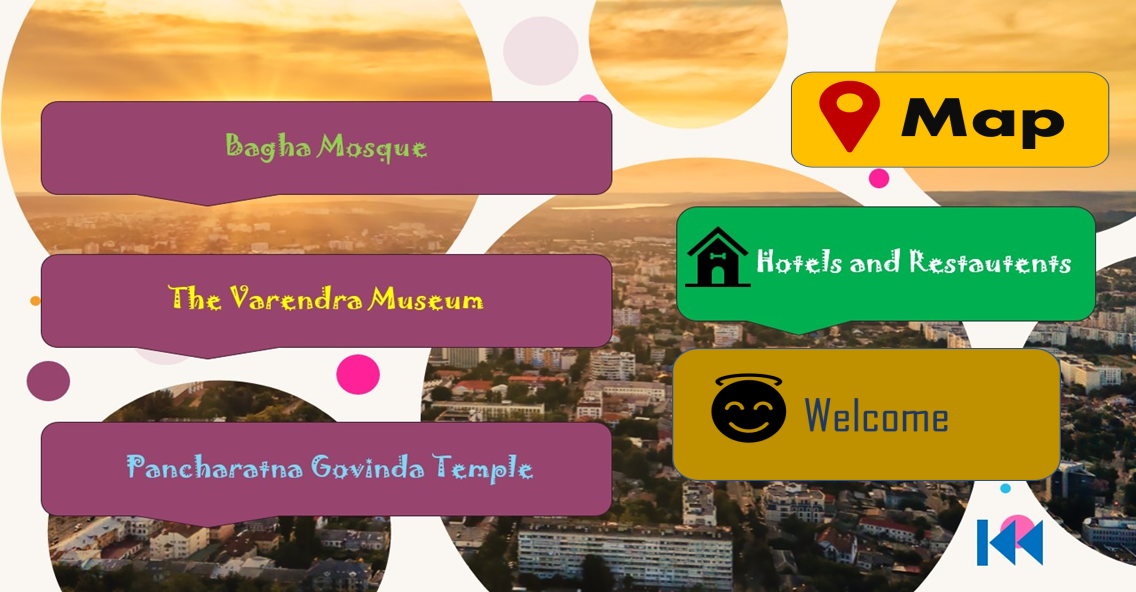 Bagha Mosque
The Varendra Museum
Pancharatna Govinda Temple
Map
Hotels and Restautents
Welcome